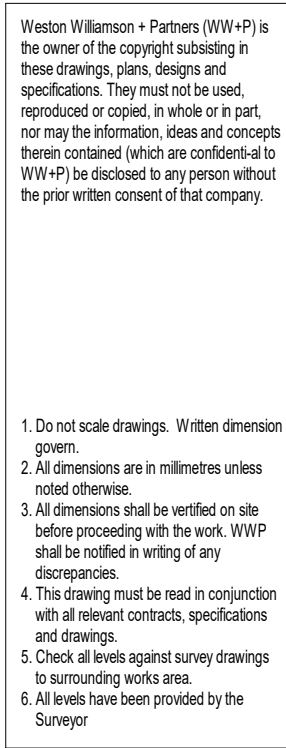 Weston Williamson + Partners (WW+P) is
the owner of the copyright subsisting in
these drawings, plans, designs and
specifications. They must not be used,
reproduced or copied, in whole or in part,
nor may the information, ideas and concepts
therein contained (which are confidenti-al to
WW+P) be disclosed to any person without
the prior written consent of that company.
1. Do not scale drawings. Written dimension
govern.
2. All dimensions are in millimetres unless
noted otherwise.
3. All dimensions shall be vertified on site
before proceeding with the work. WWP
shall be notified in writing of any
discrepancies.
4. This drawing must be read in conjunction
with all relevant contracts, specifications
and drawings.
5. Check all levels against survey drawings
to surrounding works area.
6. All levels have been provided by the
Surveyor